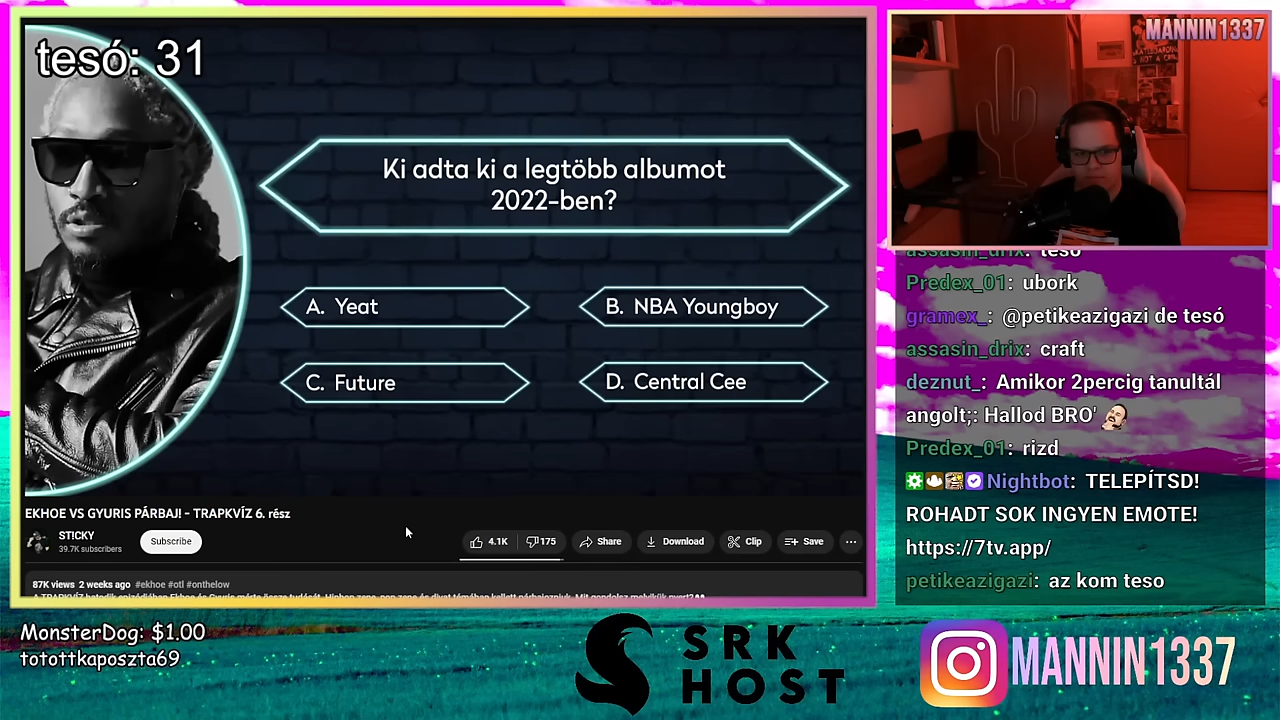 tesó: 31
Ki adta ki a legtöbb albumot
2022-ben?
A. Yeat
B. NBA Youngboy
C. Future
D. Central Cee
EKHOE VS GYURIS PÁRBAJ! - TRAPKVÍZ 6. rész
ST!CKY
39.7K subscribers
Subscribe
4.1K
175
Share
Download
Clip
Save
87K views 2 weeks ago #ekhoe #otl #onthelow
MANNIN1337
assasin_drix: tesó
Predex_01: ubork
gramex_: @petikeazigazi de tesó
assasin_drix: craft
deznut_: Amikor 2percig tanultál
angolt;: Hallod BRO'
Predex_01: rizd
Nightbot: TELEPÍTSD!
ROHADT SOK INGYEN EMOTE!
https://7tv.app/
petikeazigazi: az kom teso
MonsterDog: $1.00
totottkaposzta69
SRK
HOST
MANNIN1337